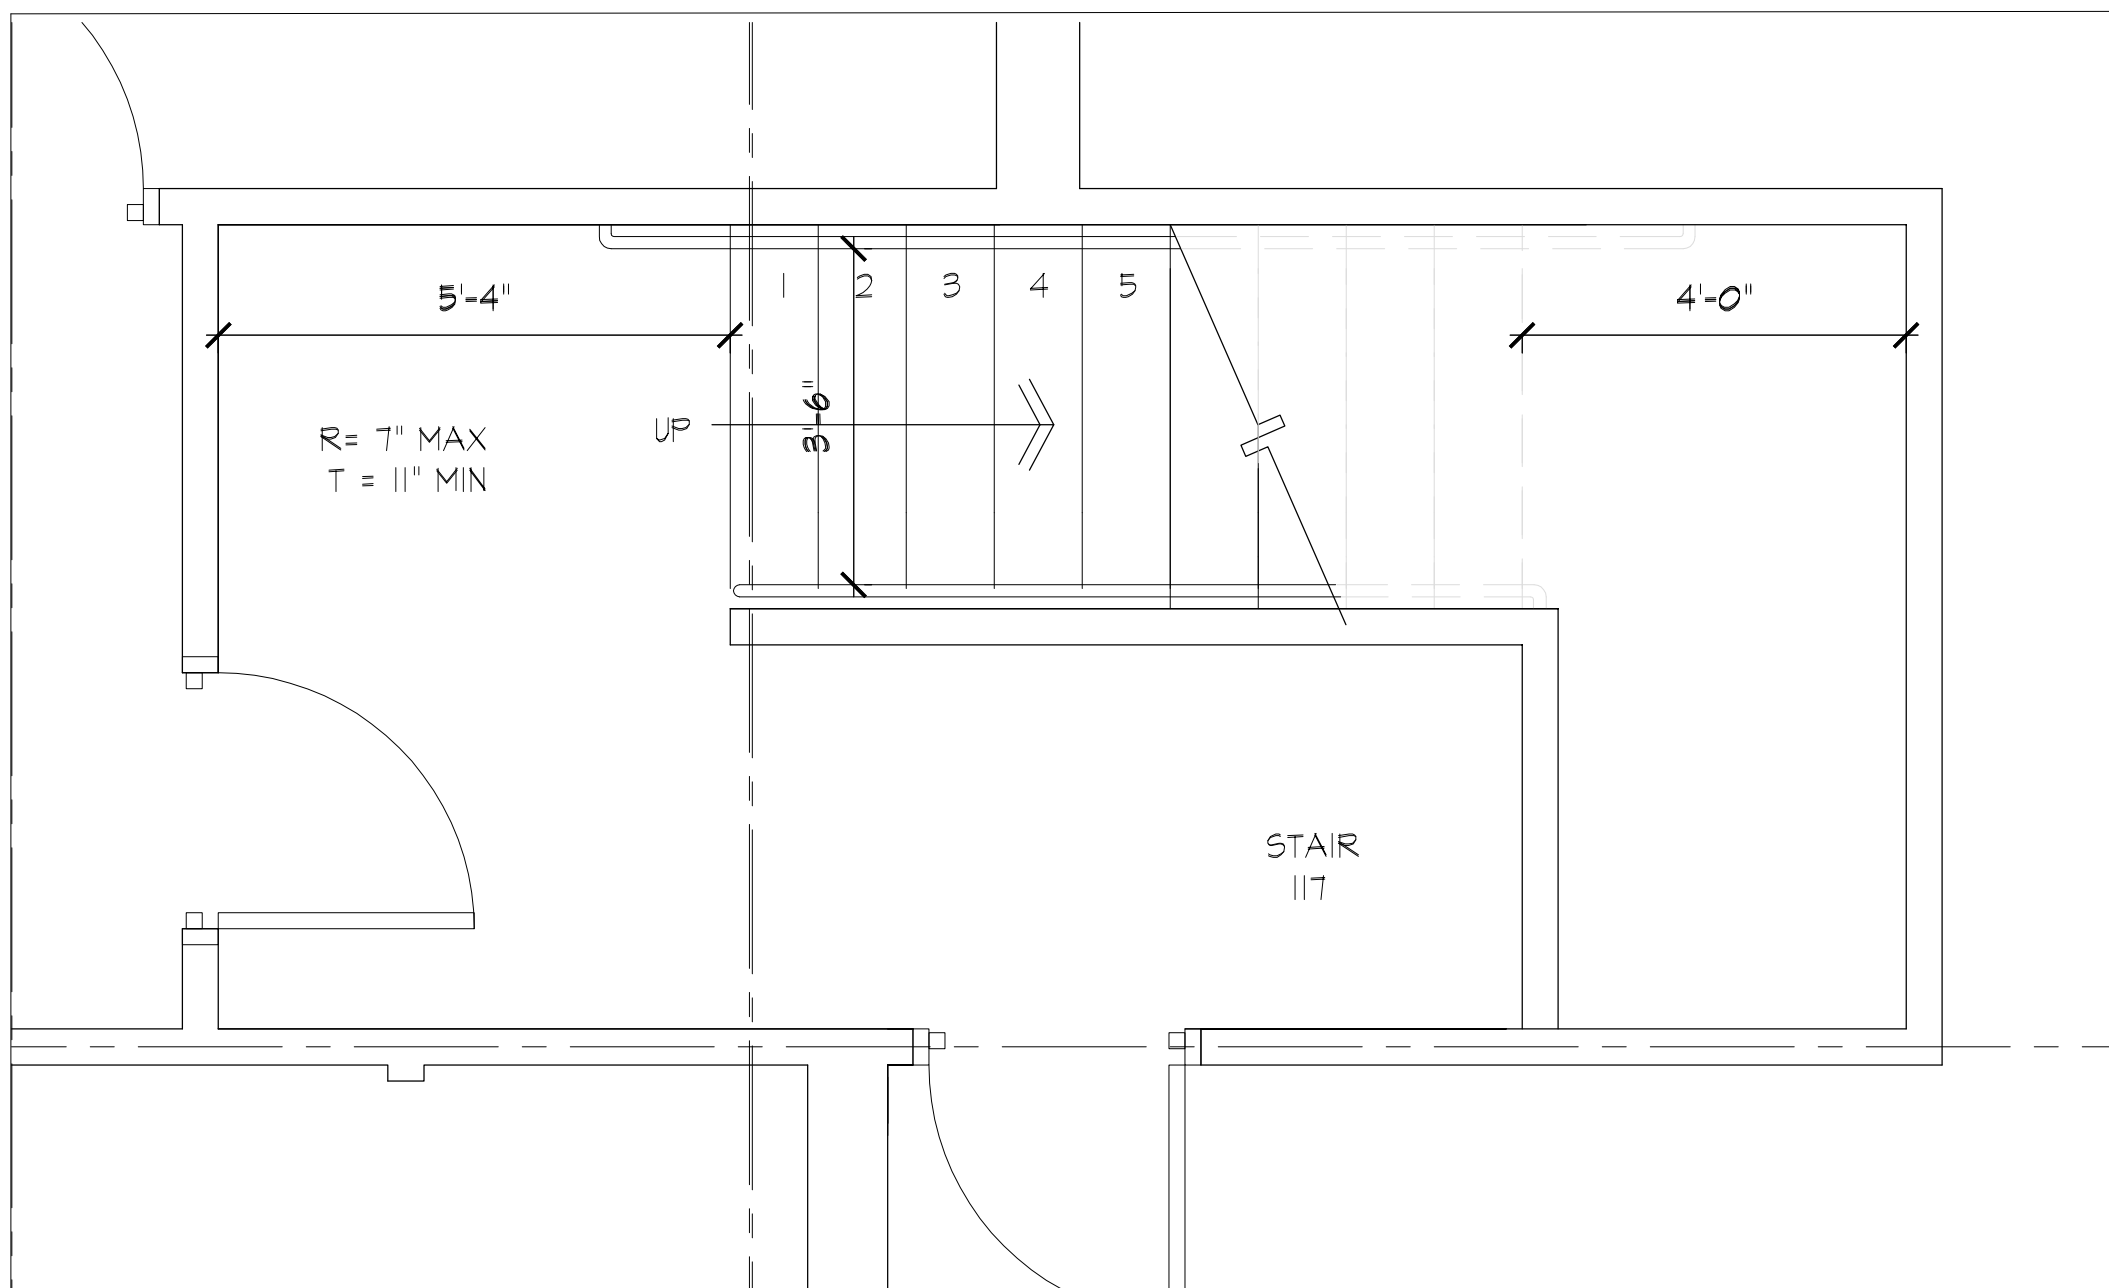 1 2 3 4 5
5'-4"
4'-0"
3'-6"
UP
R= 7" MAX
T = 11" MIN
STAIR
117